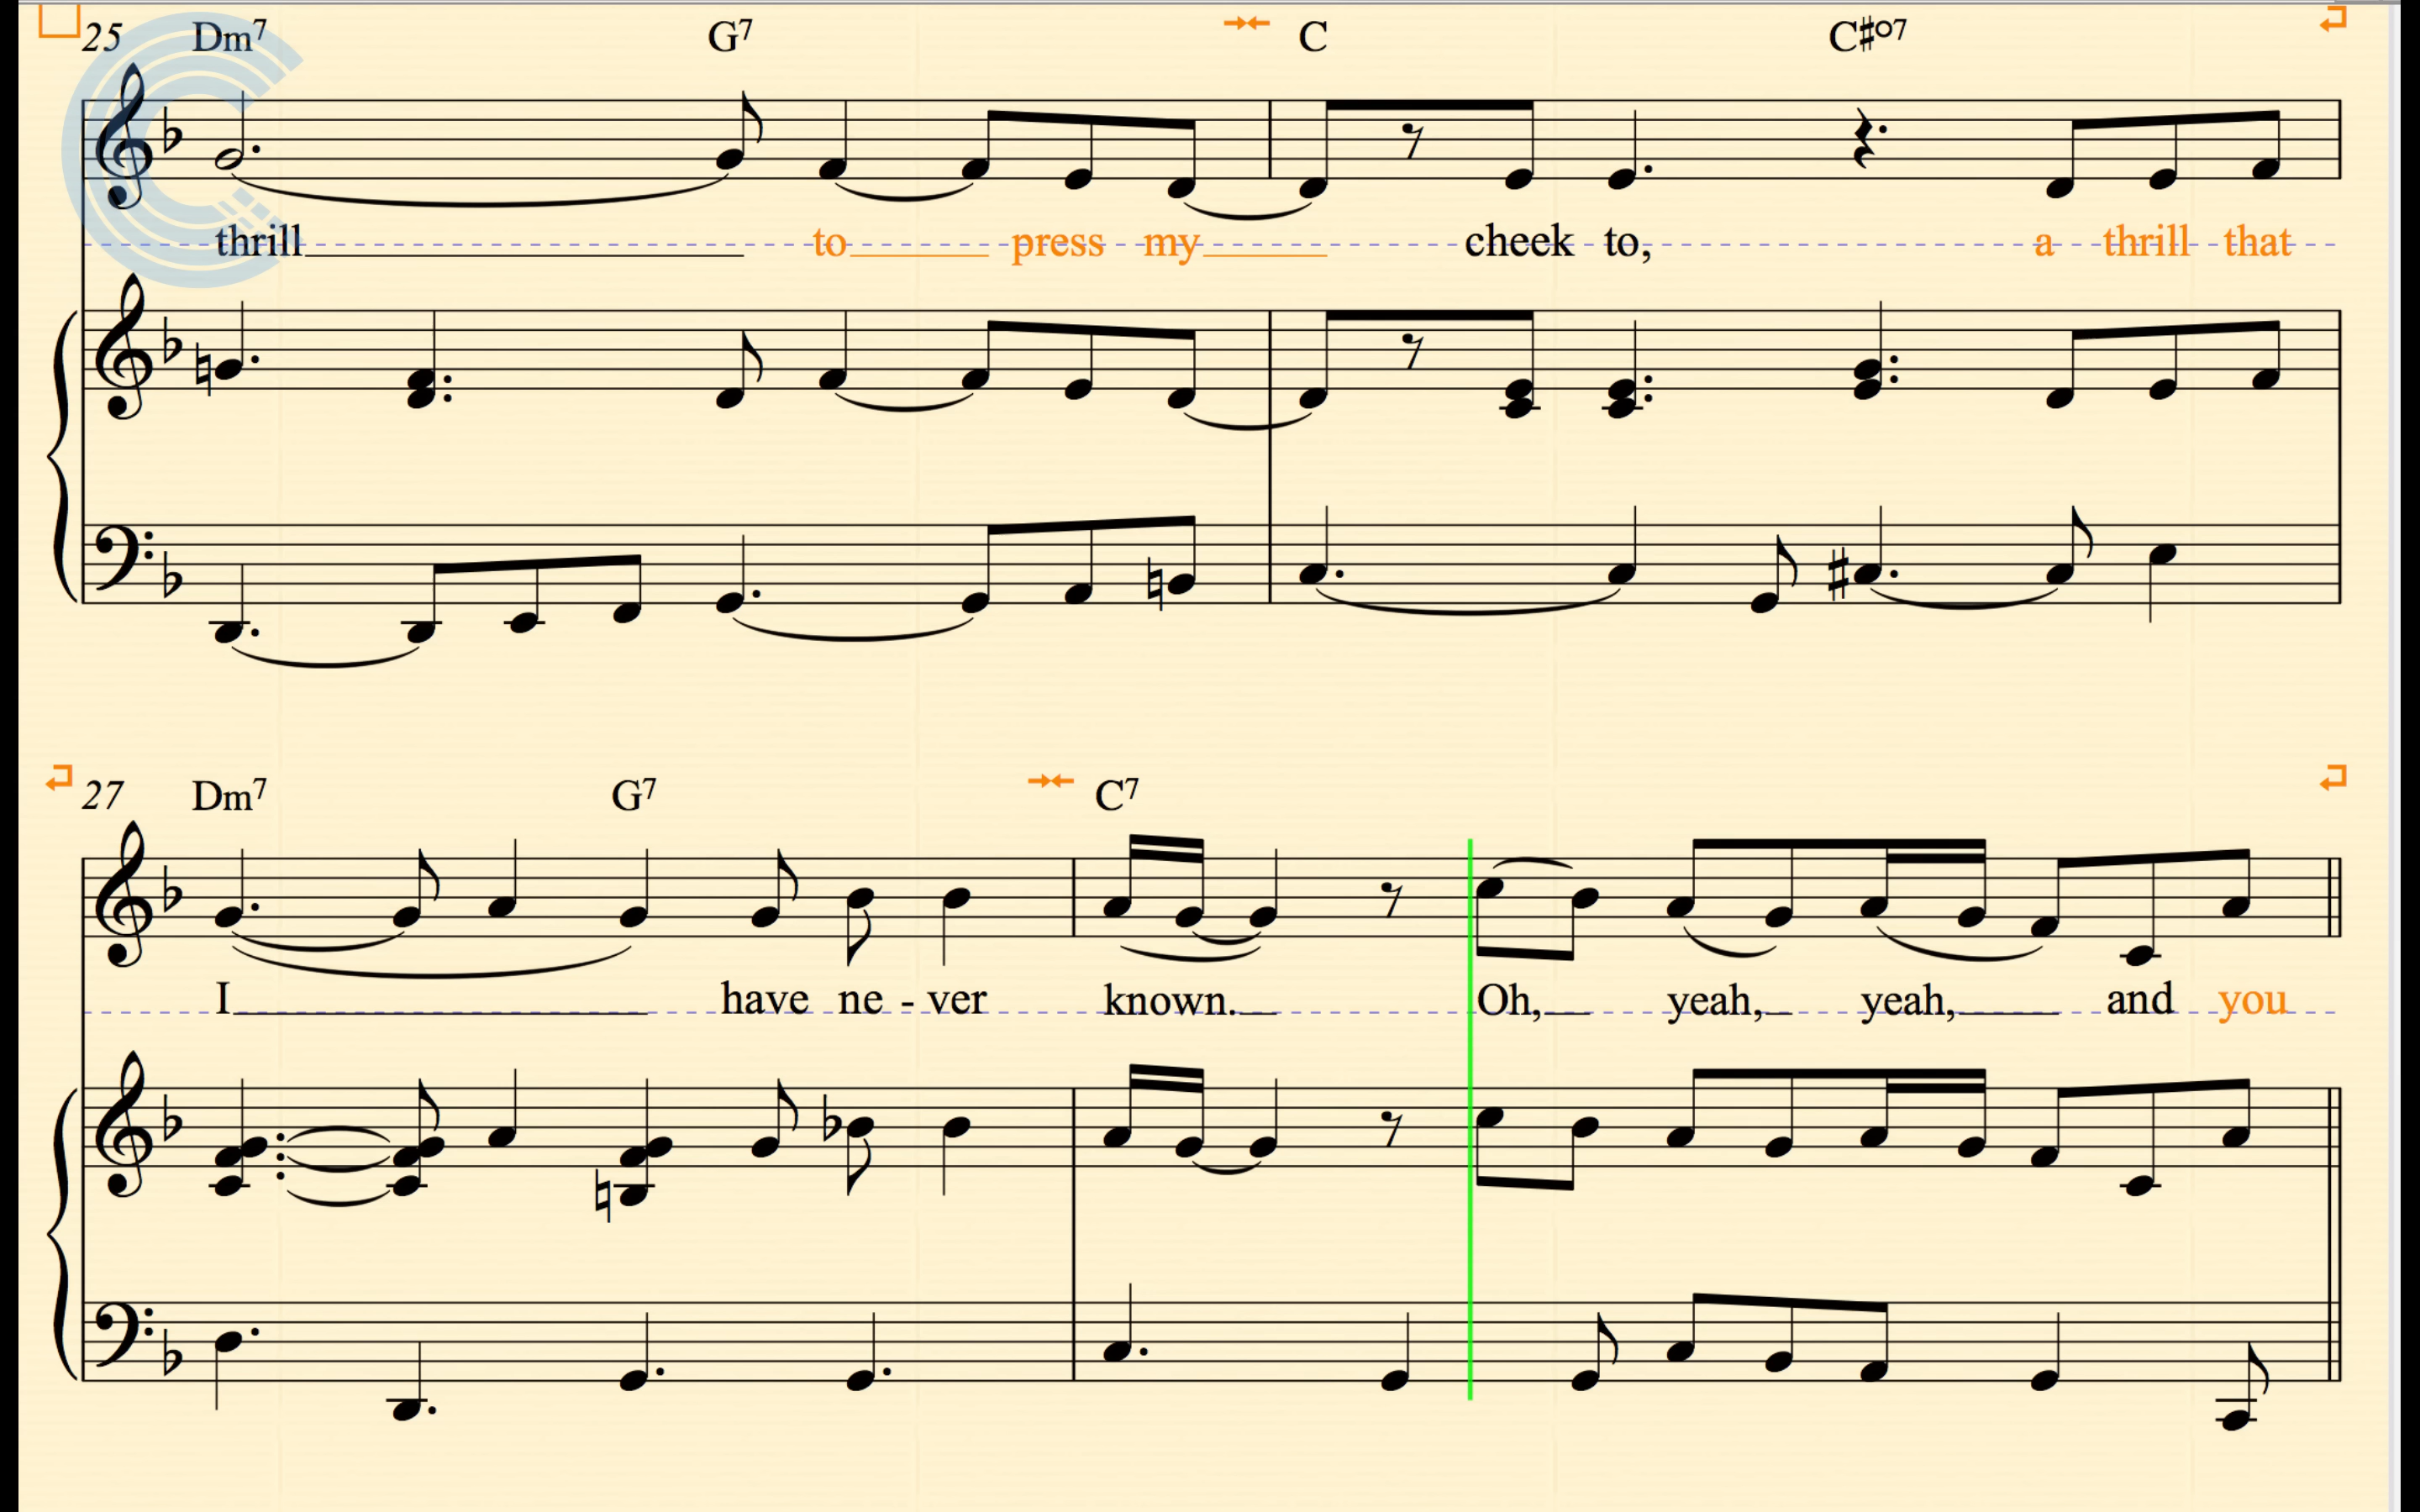 25 Dm7 G7 C C♯o7
thrill to press my cheek to, a thrill that
27 Dm7 G7 C7
I have ne - ver known. Oh, yeah, yeah, and you